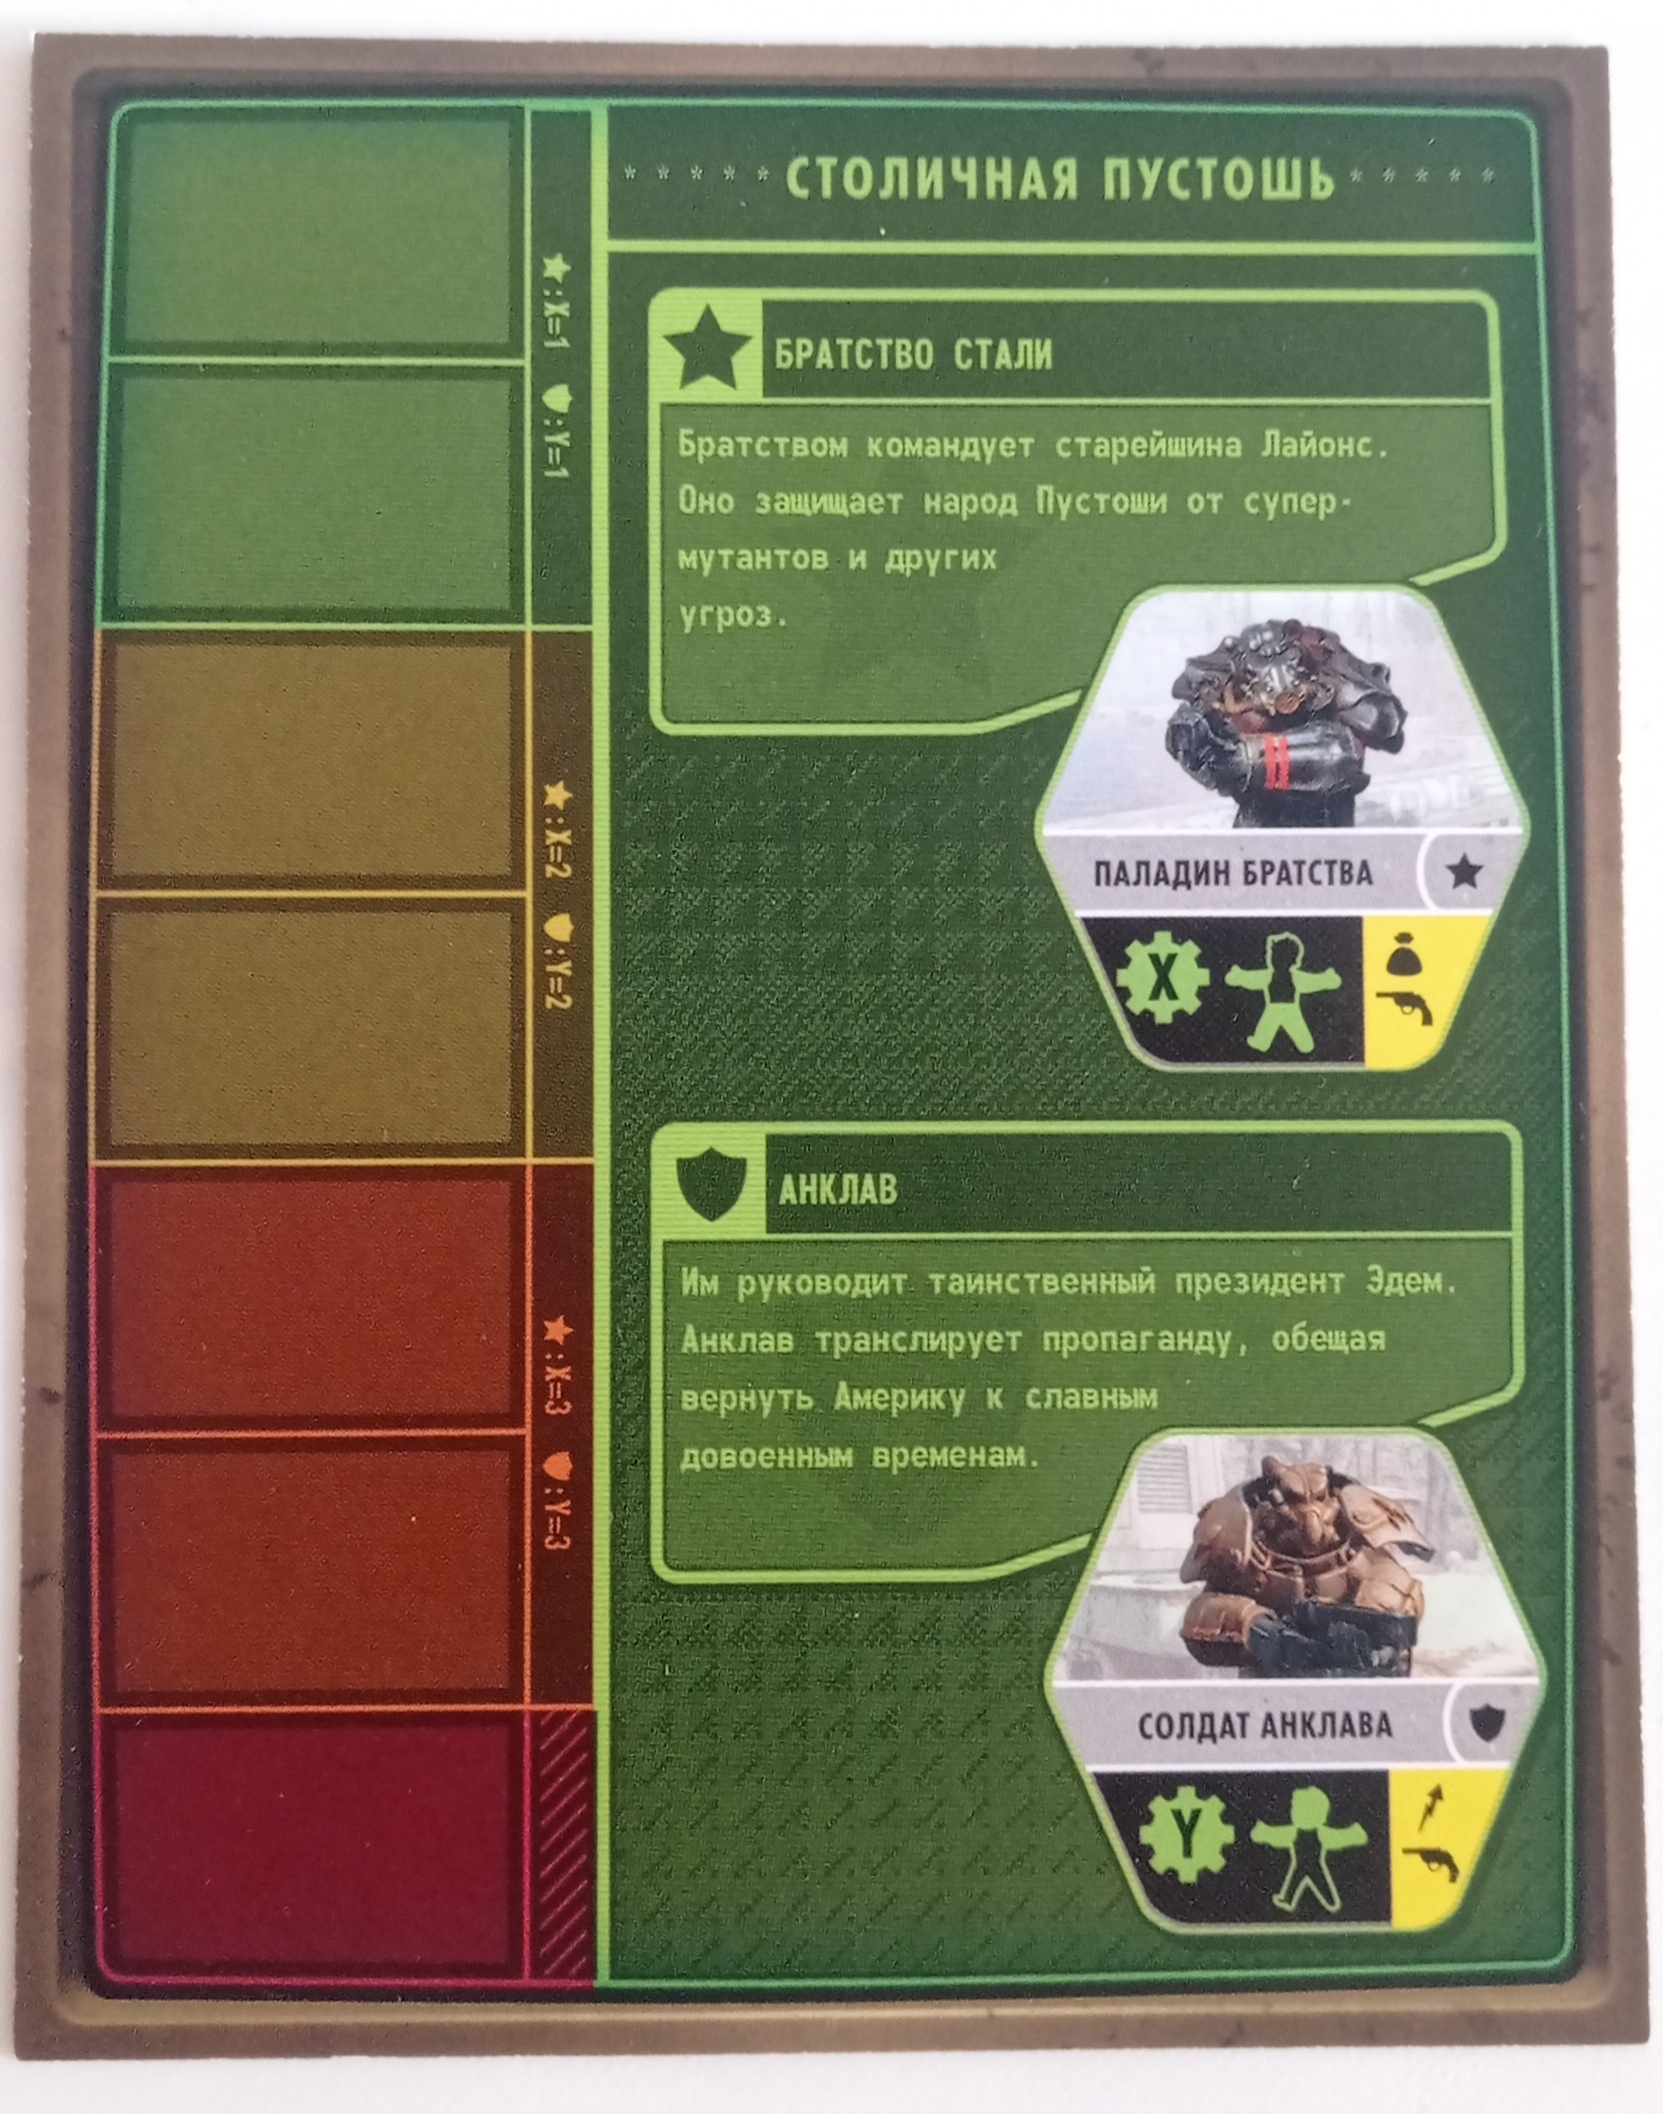 СТОЛИЧНАЯ ПУСТОШЬ
:X=1 :Y=1
:X=2 :Y=2
:X=3 :Y=3
БРАТСТВО СТАЛИ
Братством командует старейшина Лайонс.
Оно защищает народ Пустоши от супер-
мутантов и других
угроз.
ПАЛАДИН БРАТСТВА
X
АНКЛАВ
Им руководит таинственный президент Эдем.
Анклав транслирует пропаганду, обещая
вернуть Америку к славным
довоенным временам.
СОЛДАТ АНКЛАВА
Y